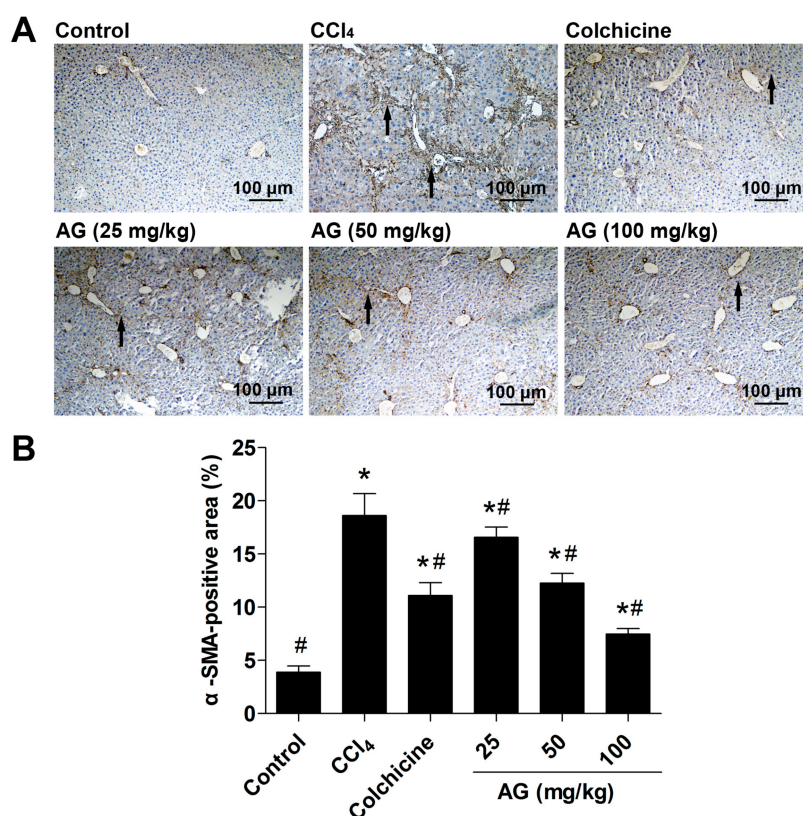 A
Control
CCl₄
Colchicine
100 µm
100 µm
100 µm
AG (25 mg/kg)
AG (50 mg/kg)
AG (100 mg/kg)
100 µm
100 µm
100 µm
B
α -SMA-positive area (%)
25
20
15
10
5
0
#
*
*#
*#
*#
*#
Control
CCl₄
Colchicine
25
50
100
AG (mg/kg)